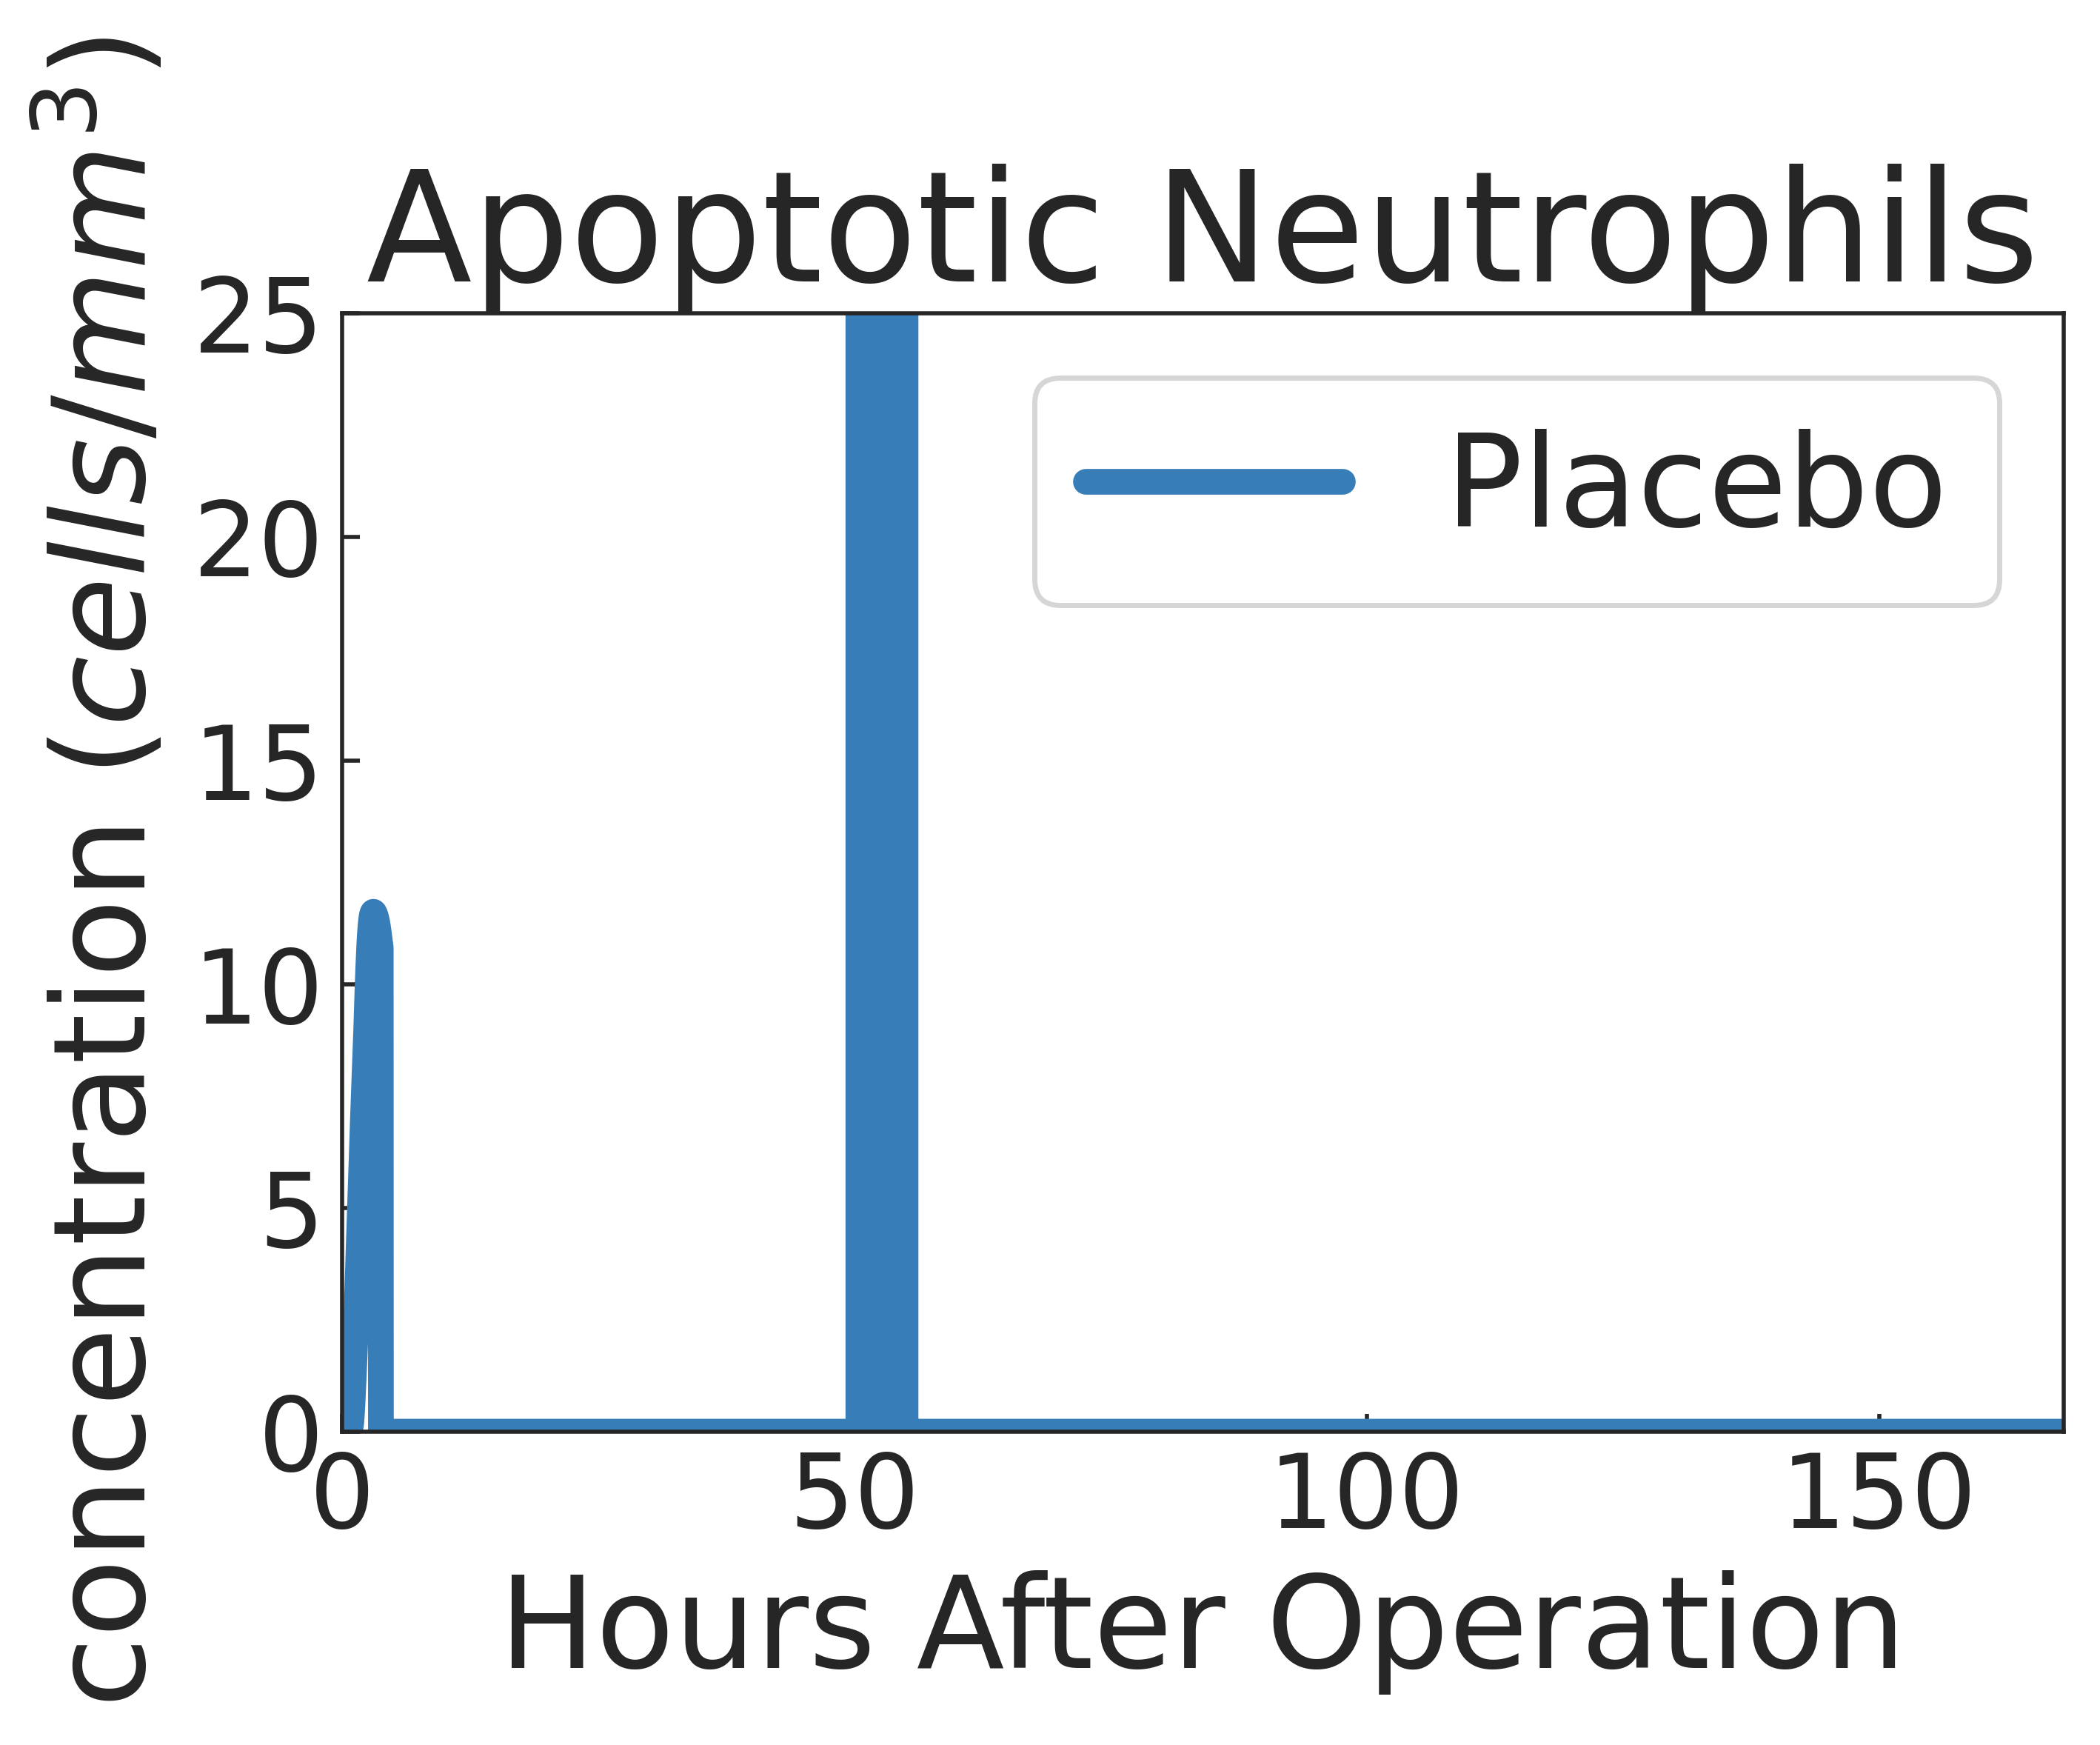 Apoptotic Neutrophils
concentration (cells/mm³)
25
20
15
10
5
0
Placebo
0 50 100 150
Hours After Operation